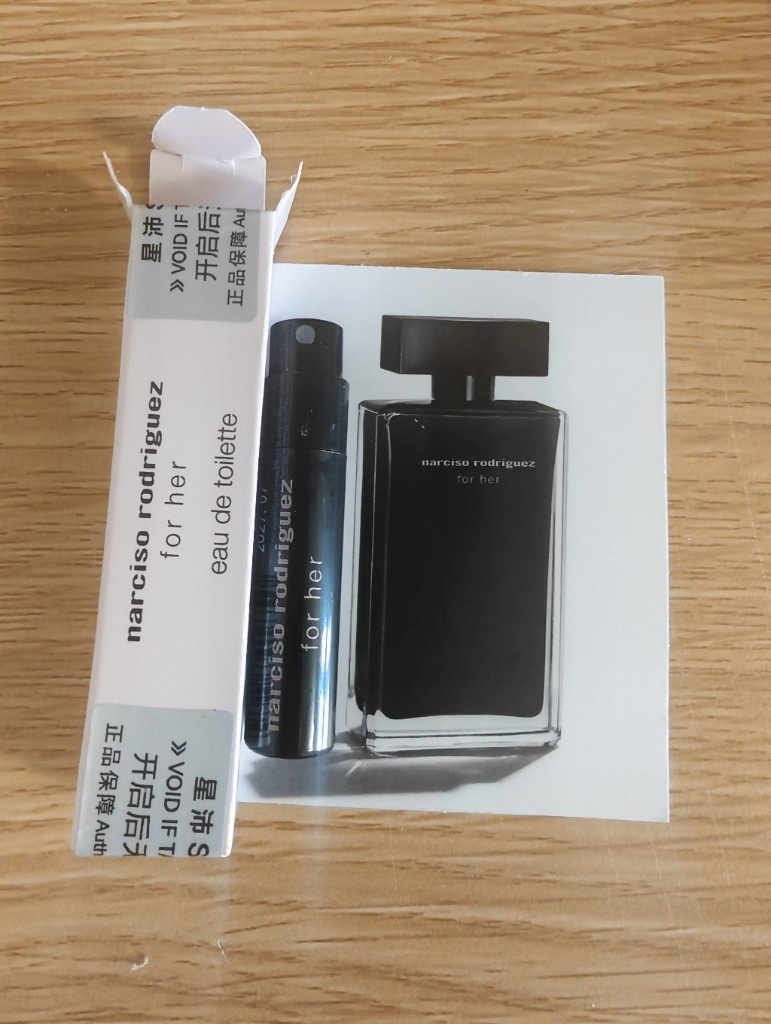 星沛 S
» VOID IF
开启后
正品保障 Au
narciso rodriguez
for her
eau de toilette
星沛 S
» VOID IF T
开启后无
正品保障 Auth
narciso rodriguez
for her
narciso rodriguez
for her